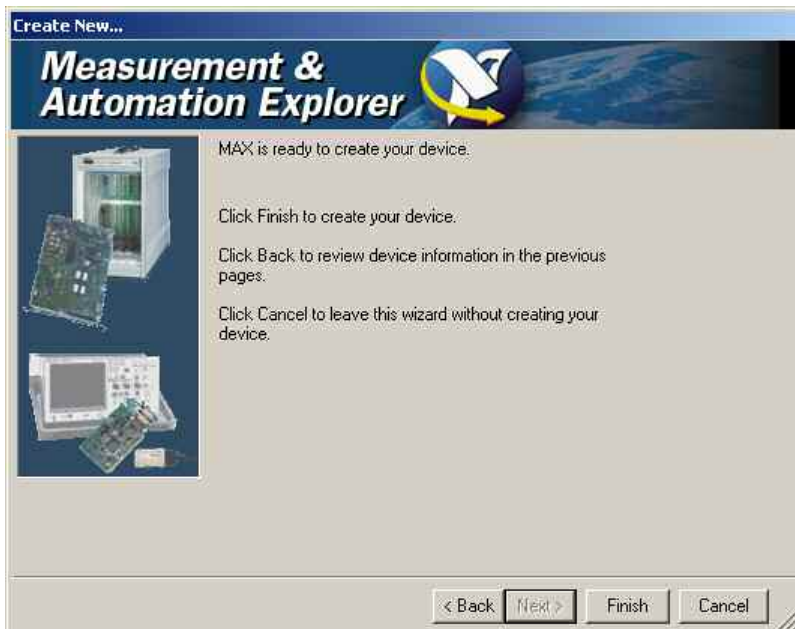 Create New...
Measurement &
Automation Explorer
MAX is ready to create your device.
Click Finish to create your device.
Click Back to review device information in the previous
pages.
Click Cancel to leave this wizard without creating your
device.
< Back
Next >
Finish
Cancel